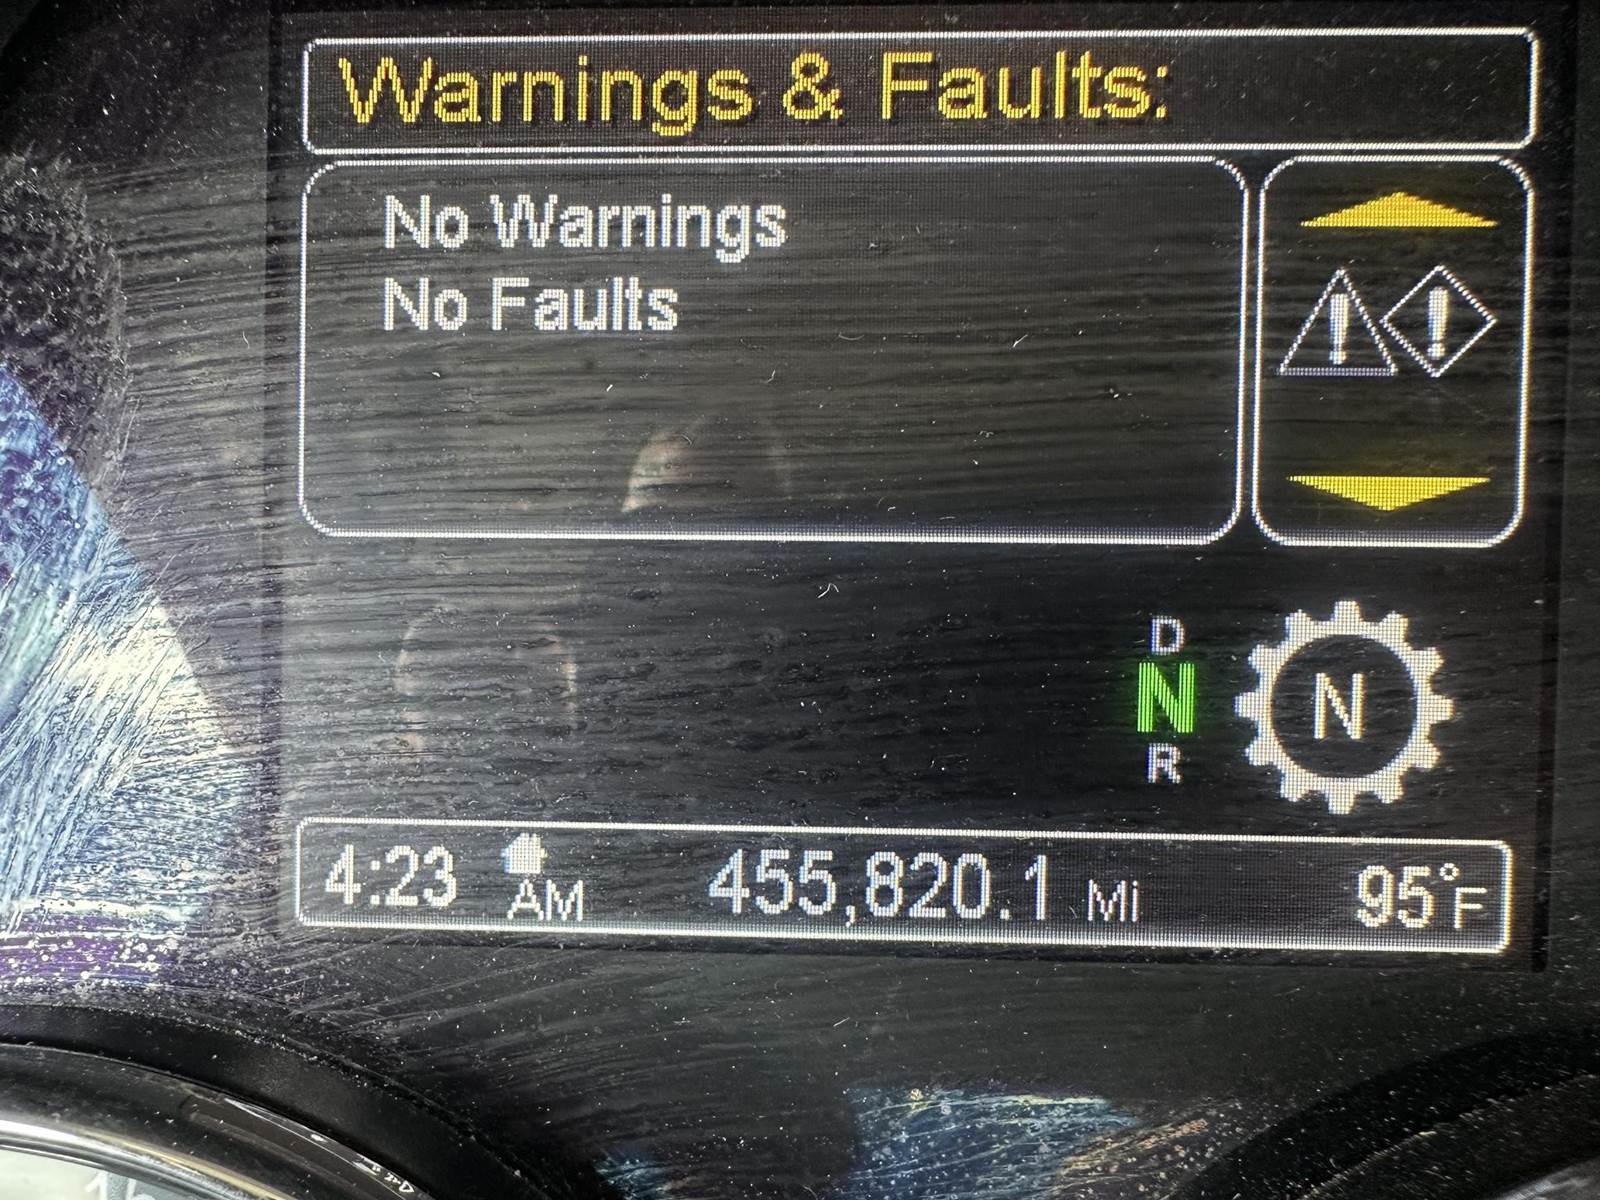 Warnings & Faults:
No Warnings
No Faults
D
N
R
N
4:23 AM 455,820.1 Mi 95°F